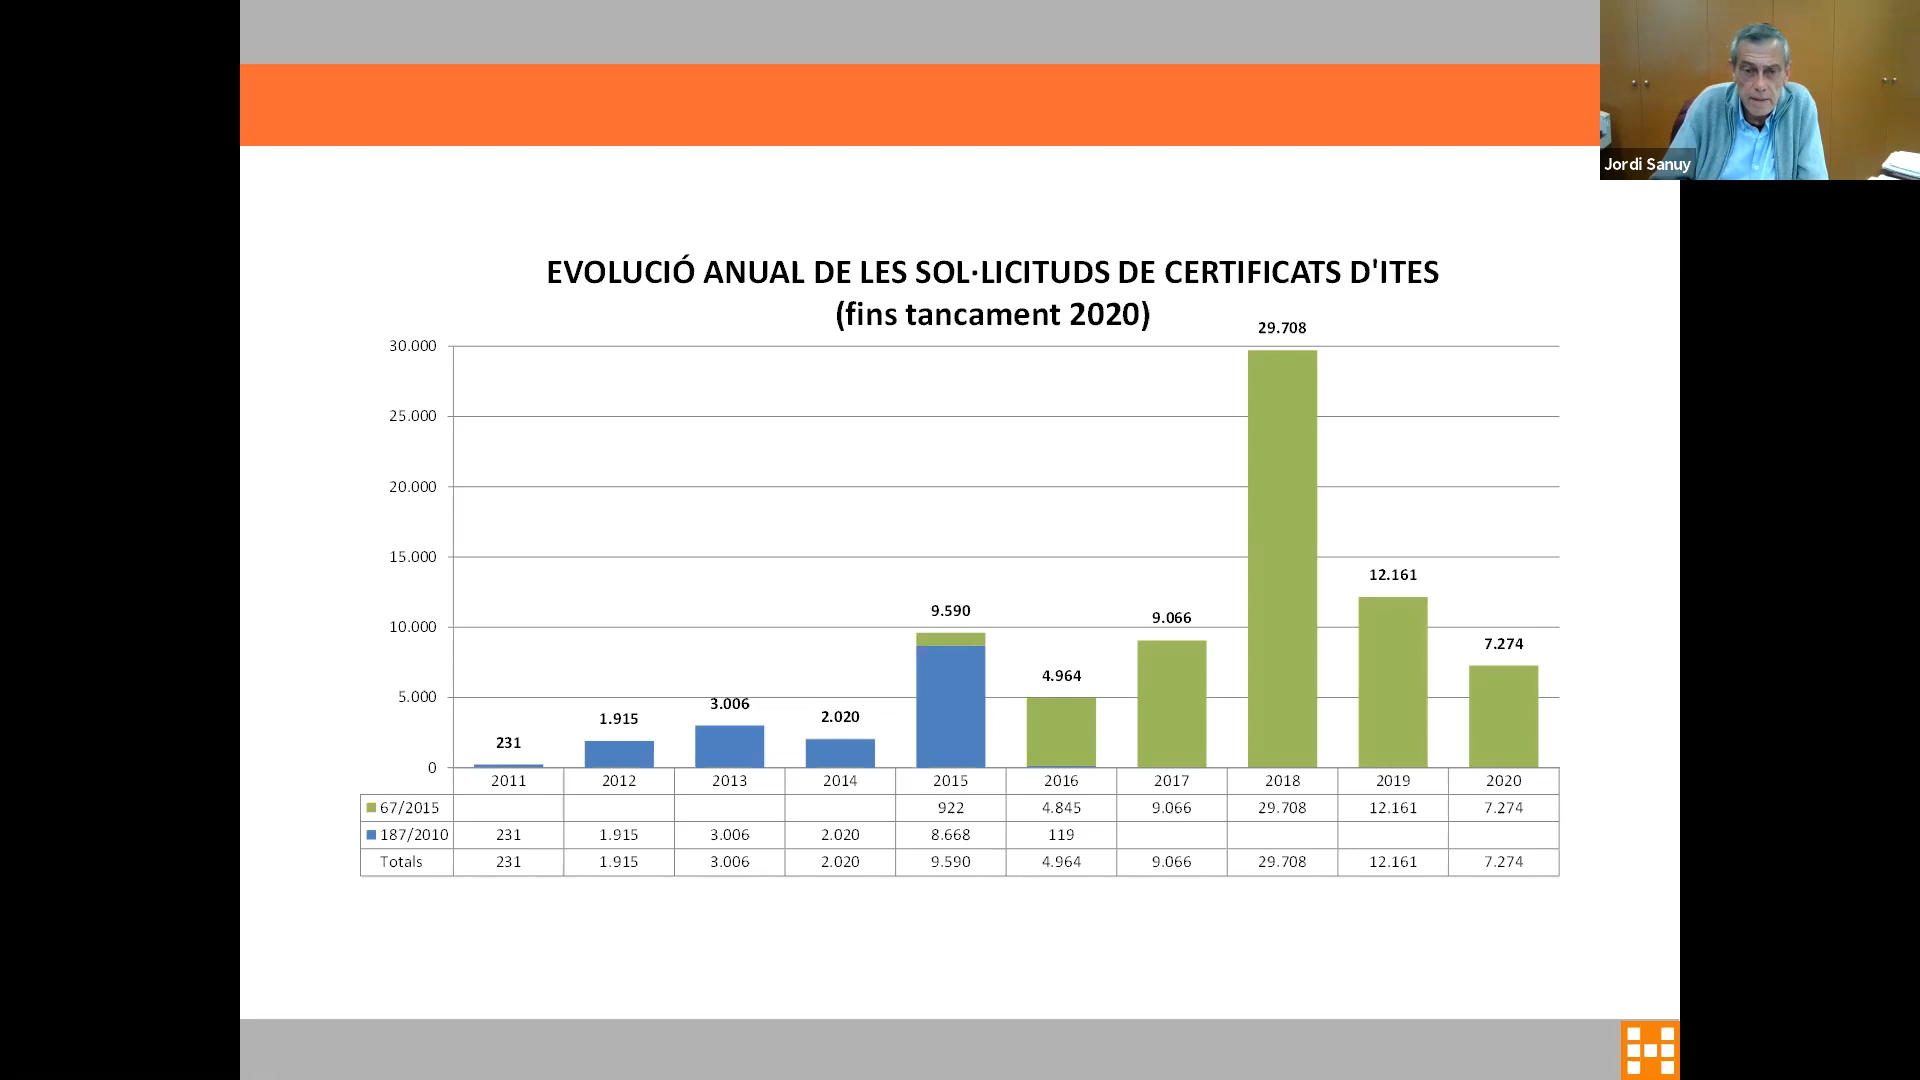 Jordi Sanuy
EVOLUCIÓ ANUAL DE LES SOL·LICITUDS DE CERTIFICATS D'ITES
(fins tancament 2020)
30.000
25.000
20.000
15.000
10.000
5.000
0
231
1.915
3.006
2.020
9.590
4.964
9.066
29.708
12.161
7.274
2011 2012 2013 2014 2015 2016 2017 2018 2019 2020
67/2015 922 4.845 9.066 29.708 12.161 7.274
187/2010 231 1.915 3.006 2.020 8.668 119
Totals 231 1.915 3.006 2.020 9.590 4.964 9.066 29.708 12.161 7.274